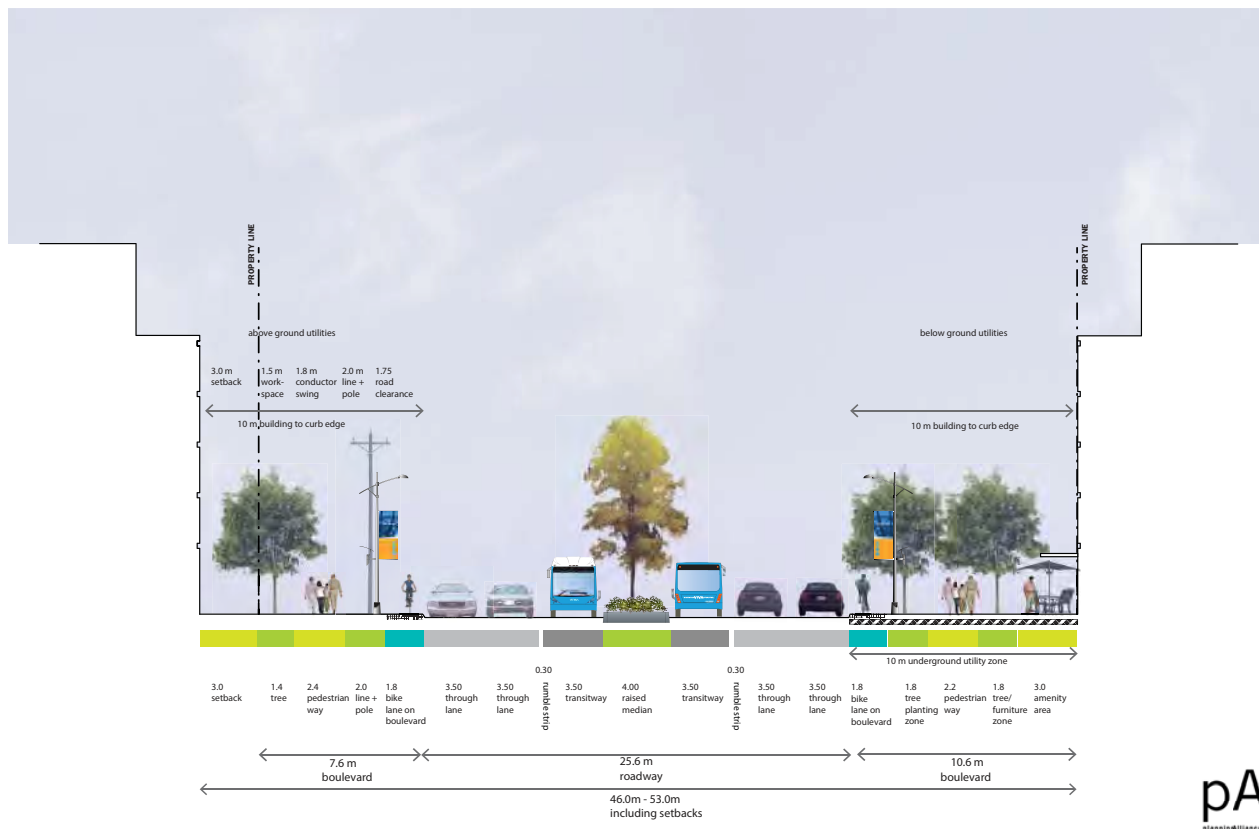 PROPERTY LINE
PROPERTY LINE
above ground utilities
below ground utilities
3.0 m
setback
1.5 m
work-
space
1.8 m
conductor
swing
2.0 m
line +
pole
1.75
road
clearance
10 m building to curb edge
10 m building to curb edge
10 m underground utility zone
3.0
setback
1.4
tree
2.4
pedestrian
way
2.0
line +
pole
1.8
bike
lane on
boulevard
3.50
through
lane
3.50
through
lane
0.30
rumble strip
3.50
transitway
4.00
raised
median
3.50
transitway
0.30
rumble strip
3.50
through
lane
3.50
through
lane
1.8
bike
lane on
boulevard
1.8
tree
planting
zone
2.2
pedestrian
way
1.8
tree/
furniture
zone
3.0
amenity
area
7.6 m
boulevard
25.6 m
roadway
10.6 m
boulevard
46.0m - 53.0m
including setbacks
pA